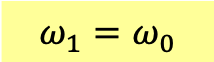 ω₁ = ω₀